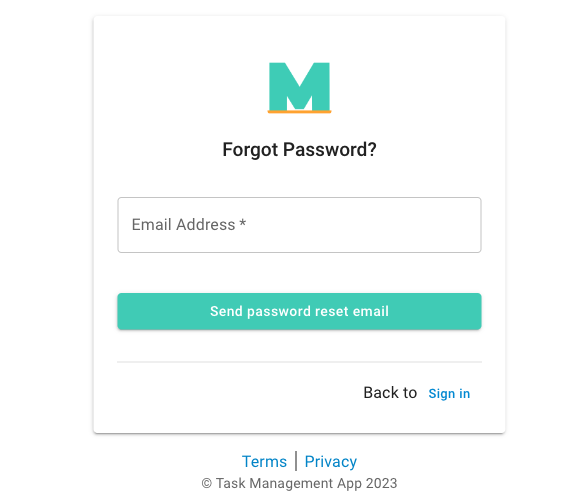 M
Forgot Password?
Email Address *
Send password reset email
Back to Sign in
Terms | Privacy
© Task Management App 2023